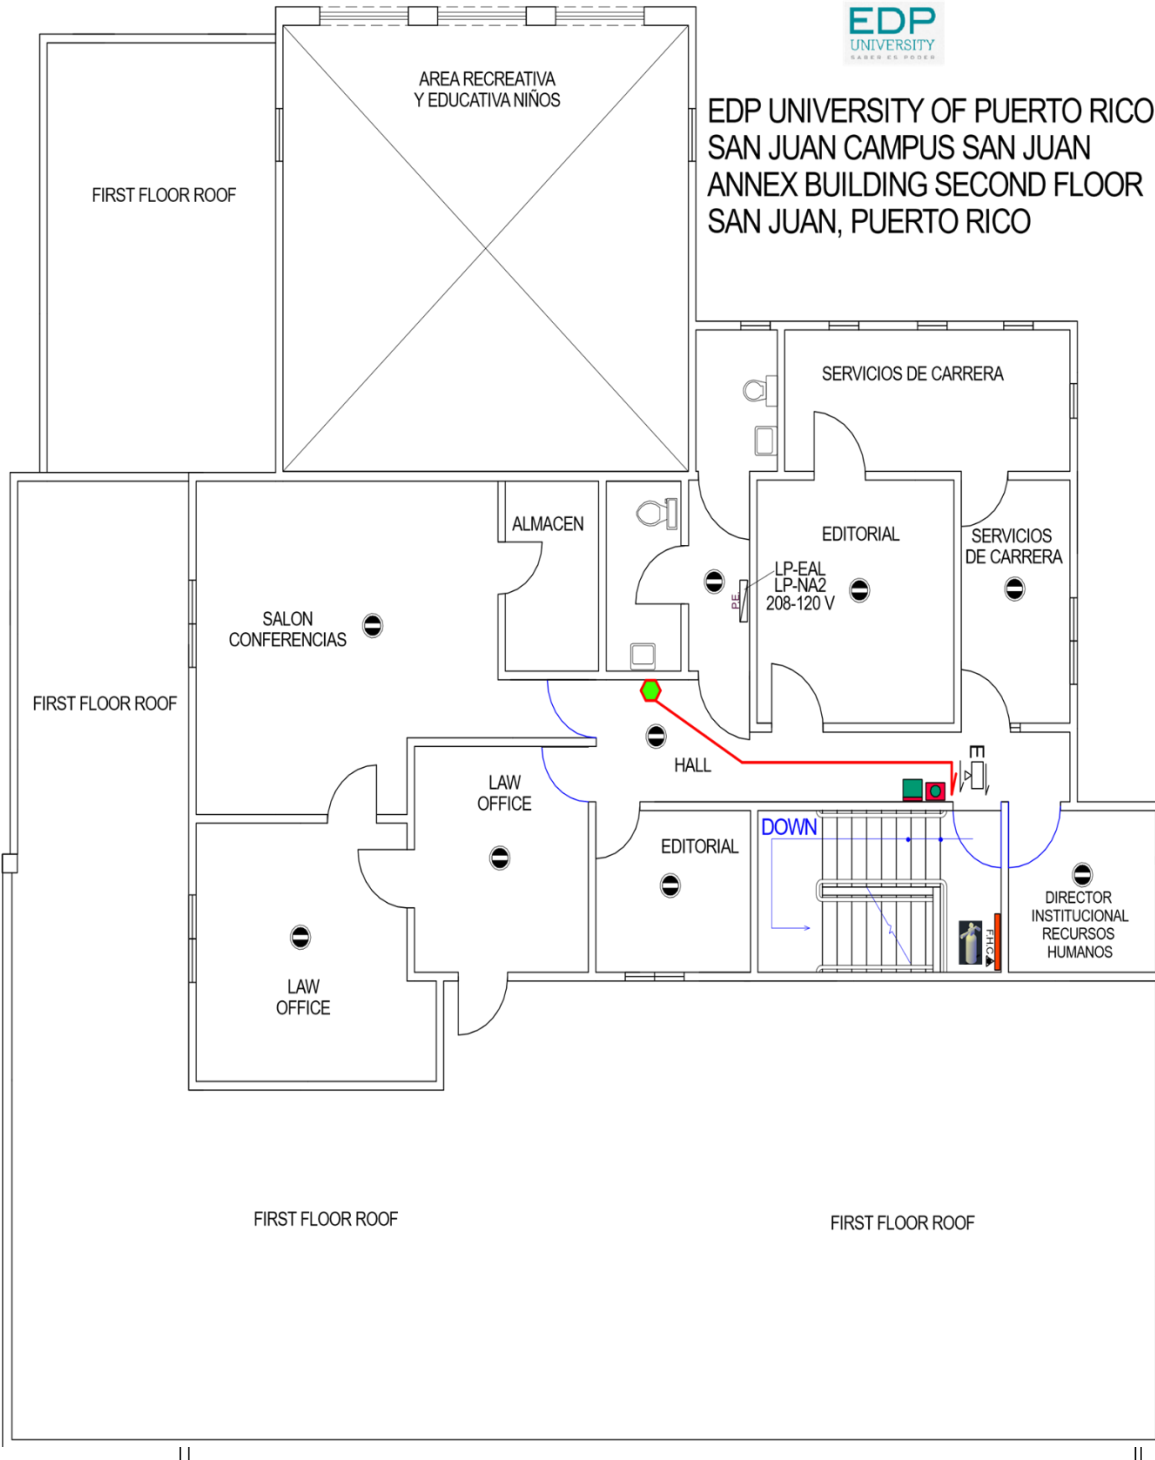 EDP
UNIVERSITY
SABER ES PODER
EDP UNIVERSITY OF PUERTO RICO
SAN JUAN CAMPUS SAN JUAN
ANNEX BUILDING SECOND FLOOR
SAN JUAN, PUERTO RICO
AREA RECREATIVA
Y EDUCATIVA NIÑOS
FIRST FLOOR ROOF
SERVICIOS DE CARRERA
ALMACEN
EDITORIAL
SERVICIOS
DE CARRERA
LP-EAL
LP-NA2
208-120 V
P.E.
SALON
CONFERENCIAS
FIRST FLOOR ROOF
HALL
E
LAW
OFFICE
EDITORIAL
DOWN
DIRECTOR
INSTITUCIONAL
RECURSOS
HUMANOS
F.H.C.
LAW
OFFICE
FIRST FLOOR ROOF
FIRST FLOOR ROOF